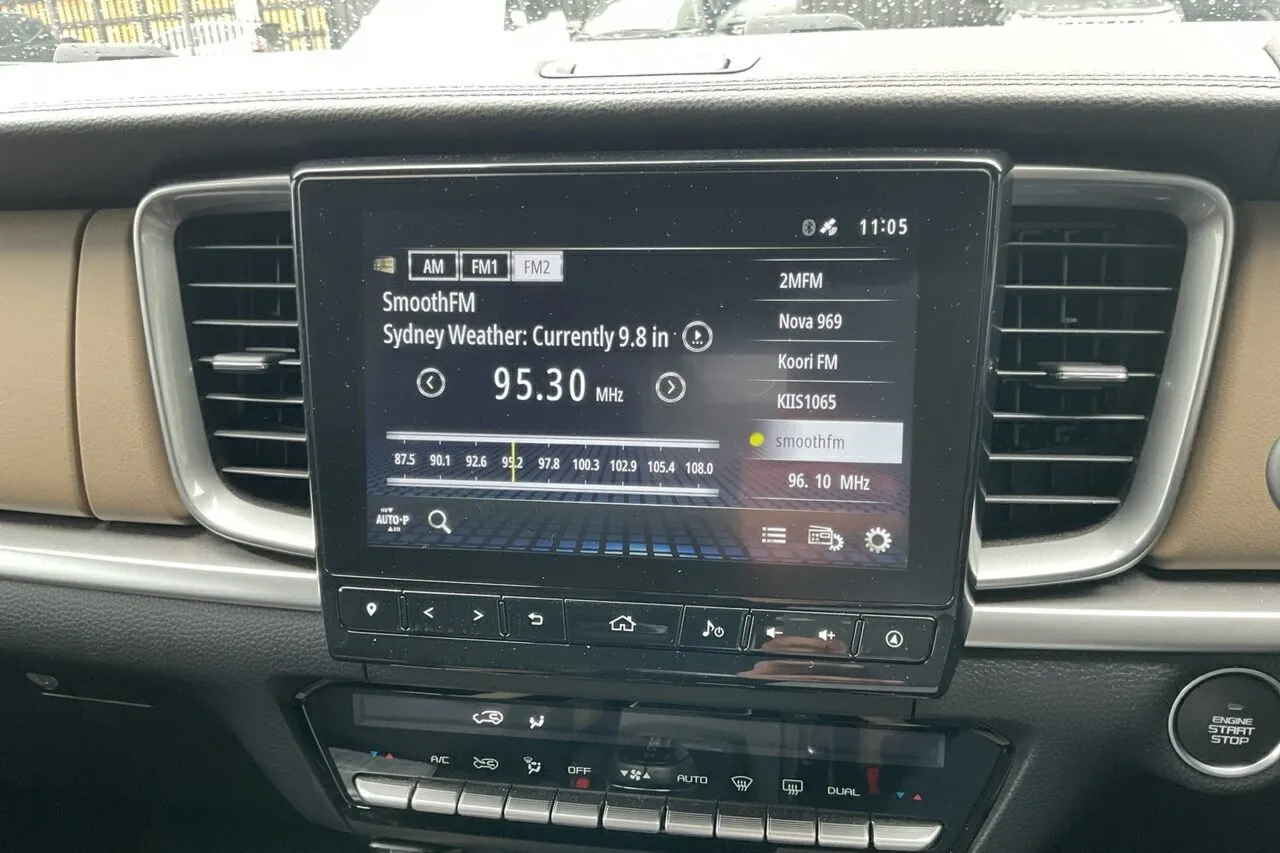 11:05
AM FM1 FM2
SmoothFM
Sydney Weather: Currently 9.8 in
95.30 MHz
87.5 90.1 92.6 95.2 97.8 100.3 102.9 105.4 108.0
AUTO-P
2MFM
Nova 969
Koori FM
KIIS1065
smoothfm
96. 10 MHz
A/C OFF AUTO DUAL
ENGINE
START
STOP